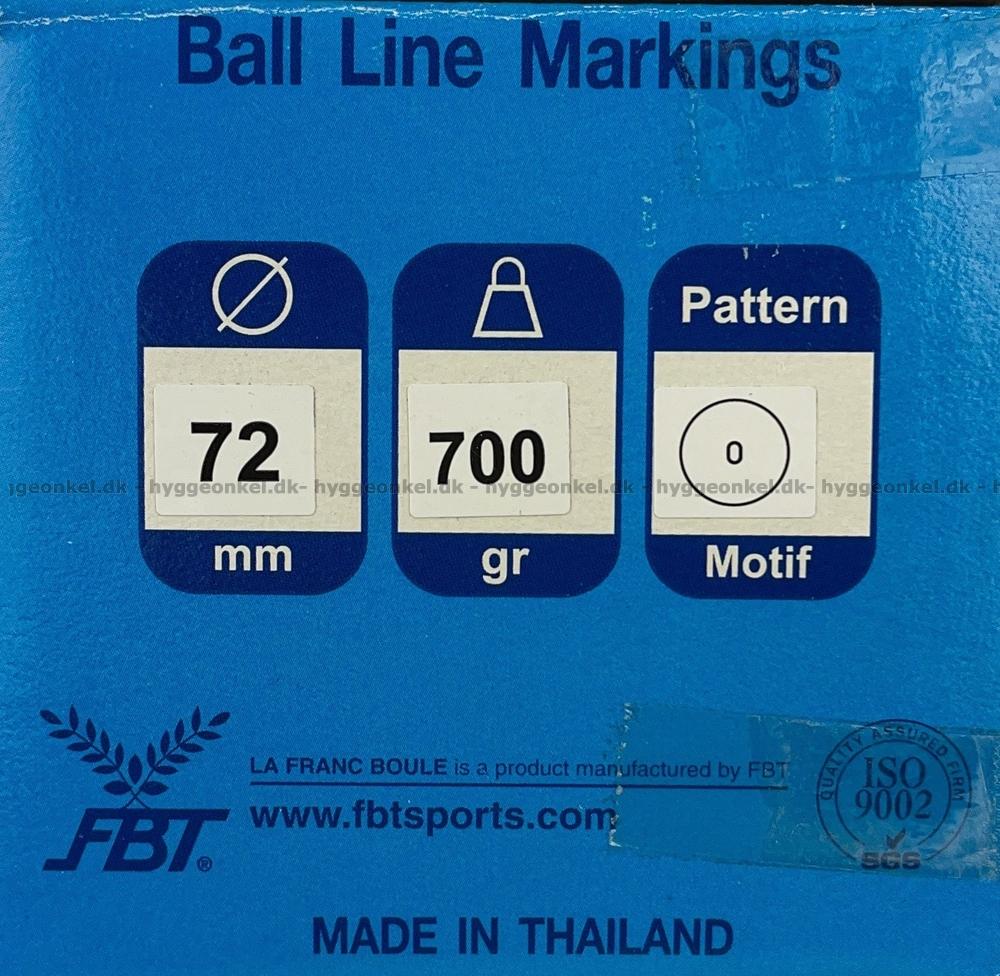 Ball Line Markings
Ø
Pattern
72
700
0
hyggeonkel.dk - hyggeonkel.dk- hyggeonkel.dk - hyggeonkel.dk - hyggeonkel.dk- hyggeonkel.dk -
mm
gr
Motif
LA FRANC BOULE is a product manufactured by FBT
www.fbtsports.com
FBT®
QUALITY ASSURED FIRM
ISO
9002
SGS
MADE IN THAILAND